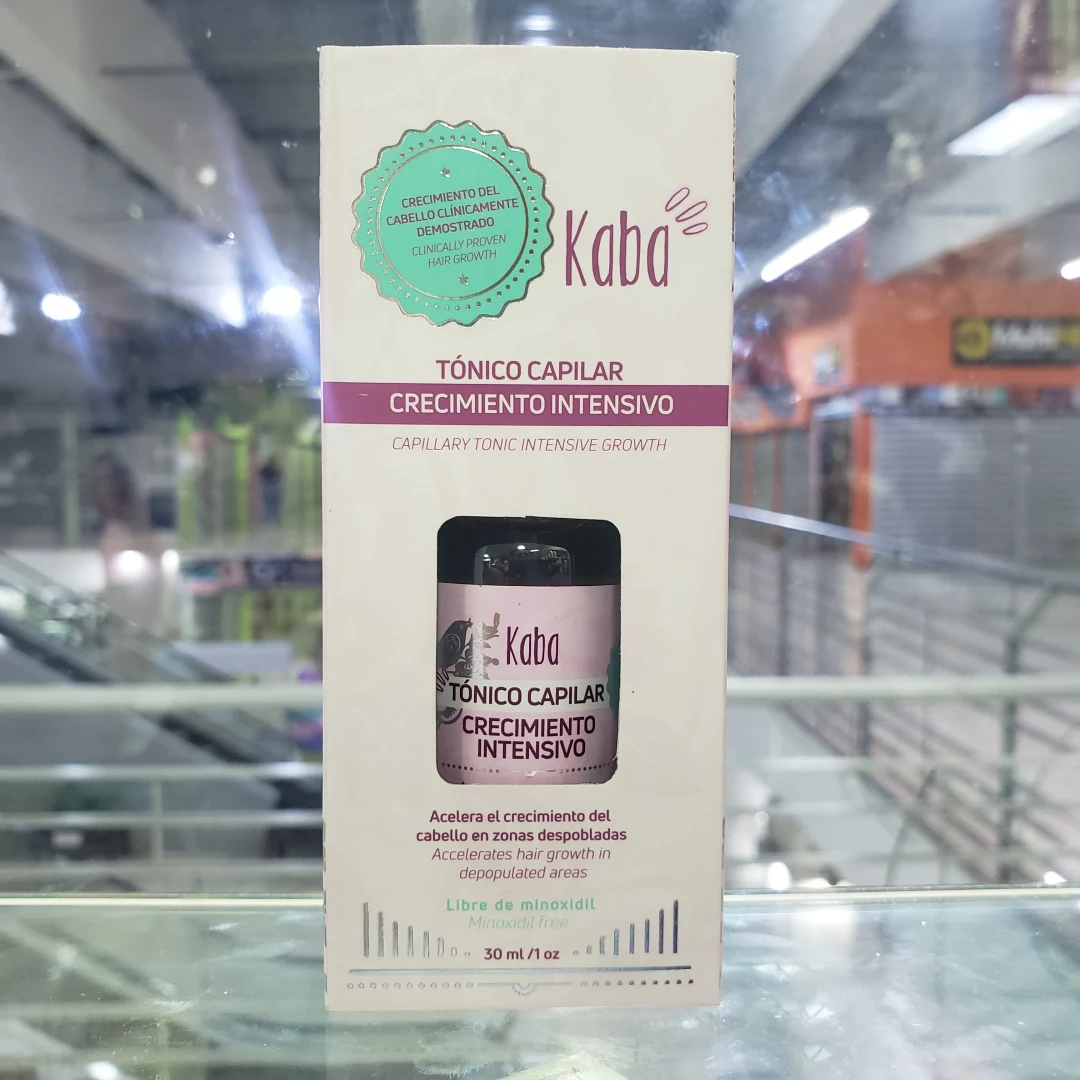 CRECIMIENTO DEL
CABELLO CLÍNICAMENTE
DEMOSTRADO
CLINICALLY PROVEN
HAIR GROWTH
Kaba
TÓNICO CAPILAR
CRECIMIENTO INTENSIVO
CAPILLARY TONIC INTENSIVE GROWTH
Kaba
TÓNICO CAPILAR
CRECIMIENTO
INTENSIVO
Acelera el crecimiento del
cabello en zonas despobladas
Accelerates hair growth in
depopulated areas
Libre de minoxidil
Minoxidil free
30 ml /1 oz
Multi